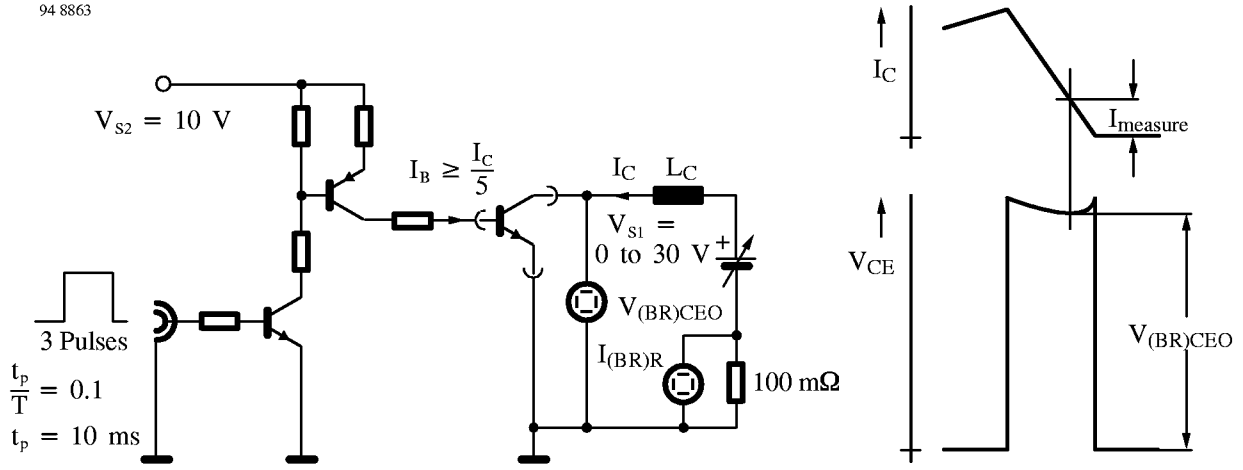 94 8863
V_S2 = 10 V
I_B ≥ I_C/5
I_C
L_C
V_S1 =
0 to 30 V
+
V_(BR)CEO
I_(BR)R
100 mΩ
3 Pulses
t_p/T = 0.1
t_p = 10 ms
I_C
I_measure
V_CE
V_(BR)CEO